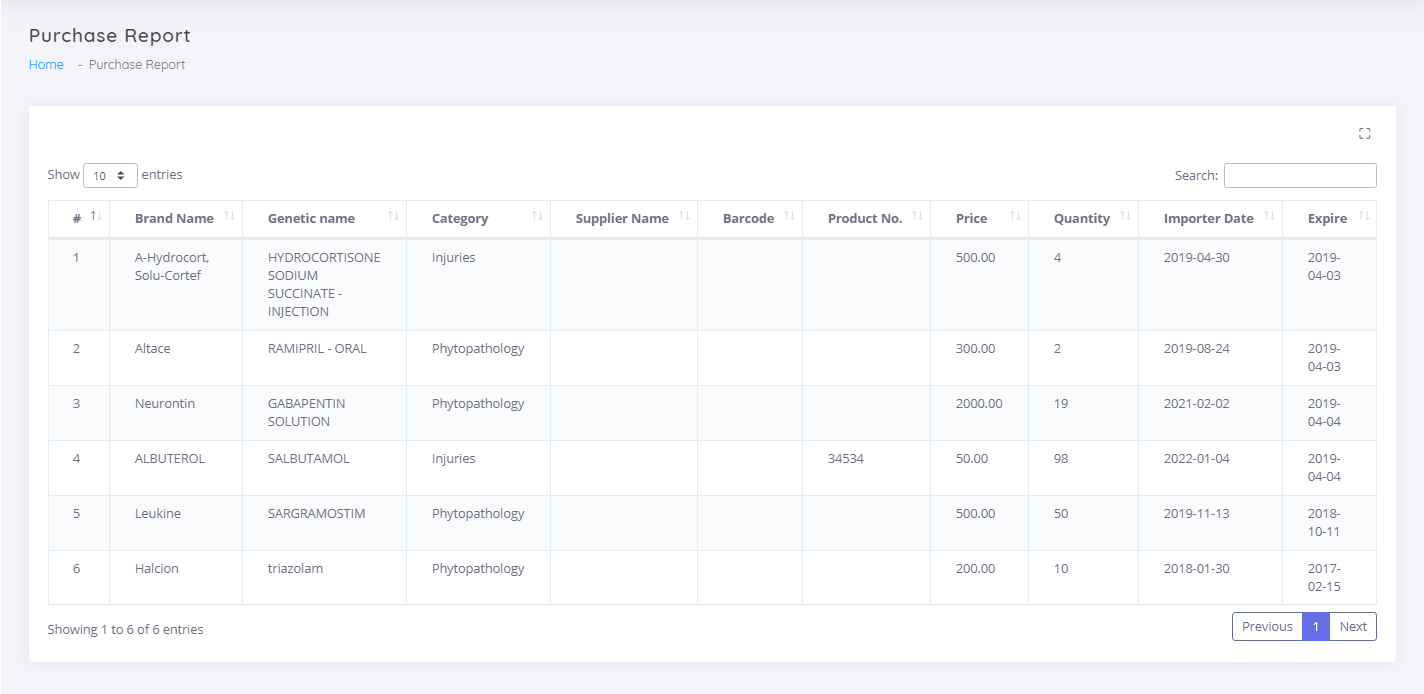 Purchase Report
Home - Purchase Report
Show 10 entries
Search:
# Brand Name Genetic name Category Supplier Name Barcode Product No. Price Quantity Importer Date Expire
1 A-Hydrocort, HYDROCORTISONE Injuries 500.00 4 2019-04-30 2019-
Solu-Cortef SODIUM 04-03
SUCCINATE -
INJECTION
2 Altace RAMIPRIL - ORAL Phytopathology 300.00 2 2019-08-24 2019-
04-03
3 Neurontin GABAPENTIN Phytopathology 2000.00 19 2021-02-02 2019-
SOLUTION 04-04
4 ALBUTEROL SALBUTAMOL Injuries 34534 50.00 98 2022-01-04 2019-
04-04
5 Leukine SARGRAMOSTIM Phytopathology 500.00 50 2019-11-13 2018-
10-11
6 Halcion triazolam Phytopathology 200.00 10 2018-01-30 2017-
02-15
Showing 1 to 6 of 6 entries
Previous 1 Next